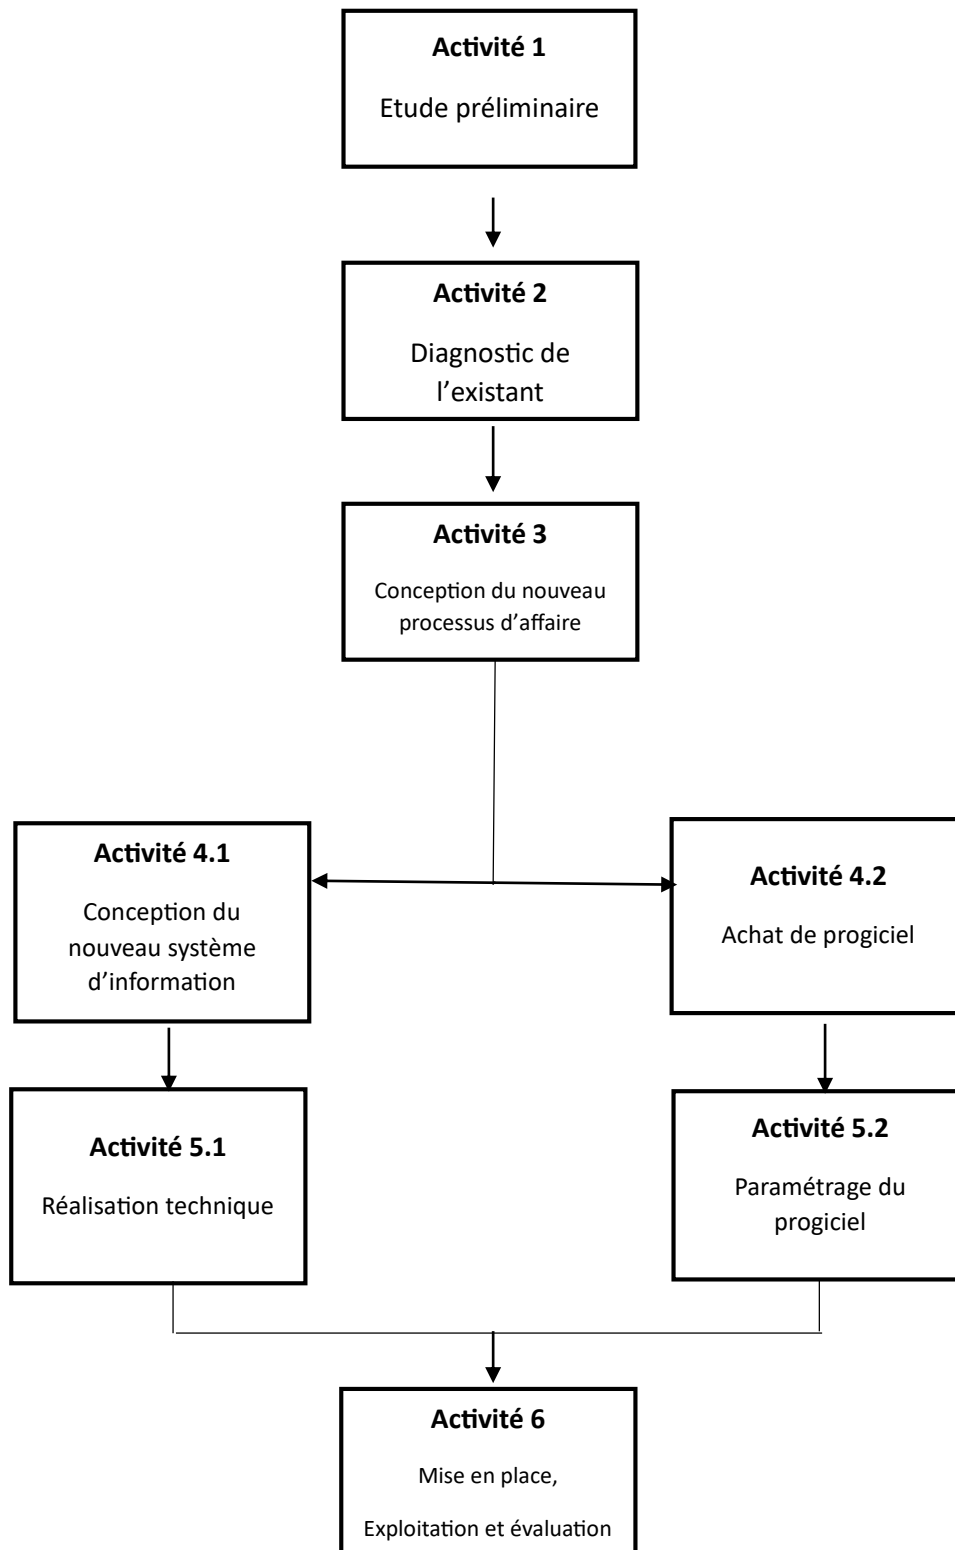 Activité 1
Etude préliminaire
Activité 2
Diagnostic de
l’existant
Activité 3
Conception du nouveau
processus d’affaire
Activité 4.1
Conception du
nouveau système
d’information
Activité 4.2
Achat de progiciel
Activité 5.1
Réalisation technique
Activité 5.2
Paramétrage du
progiciel
Activité 6
Mise en place,
Exploitation et évaluation